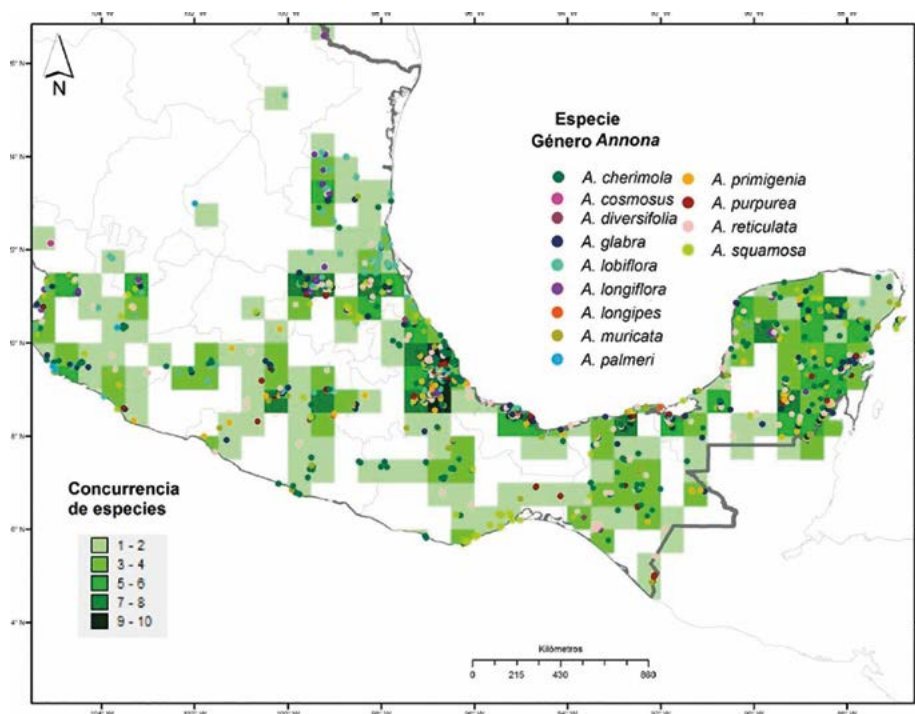 N
Especie
Género Annona
A. cherimola
A. cosmosus
A. diversifolia
A. glabra
A. lobiflora
A. longiflora
A. longipes
A. muricata
A. palmeri
A. primigenia
A. purpurea
A. reticulata
A. squamosa
Concurrencia
de especies
1 - 2
3 - 4
5 - 6
7 - 8
9 - 10
Kilómetros
0 215 430 860